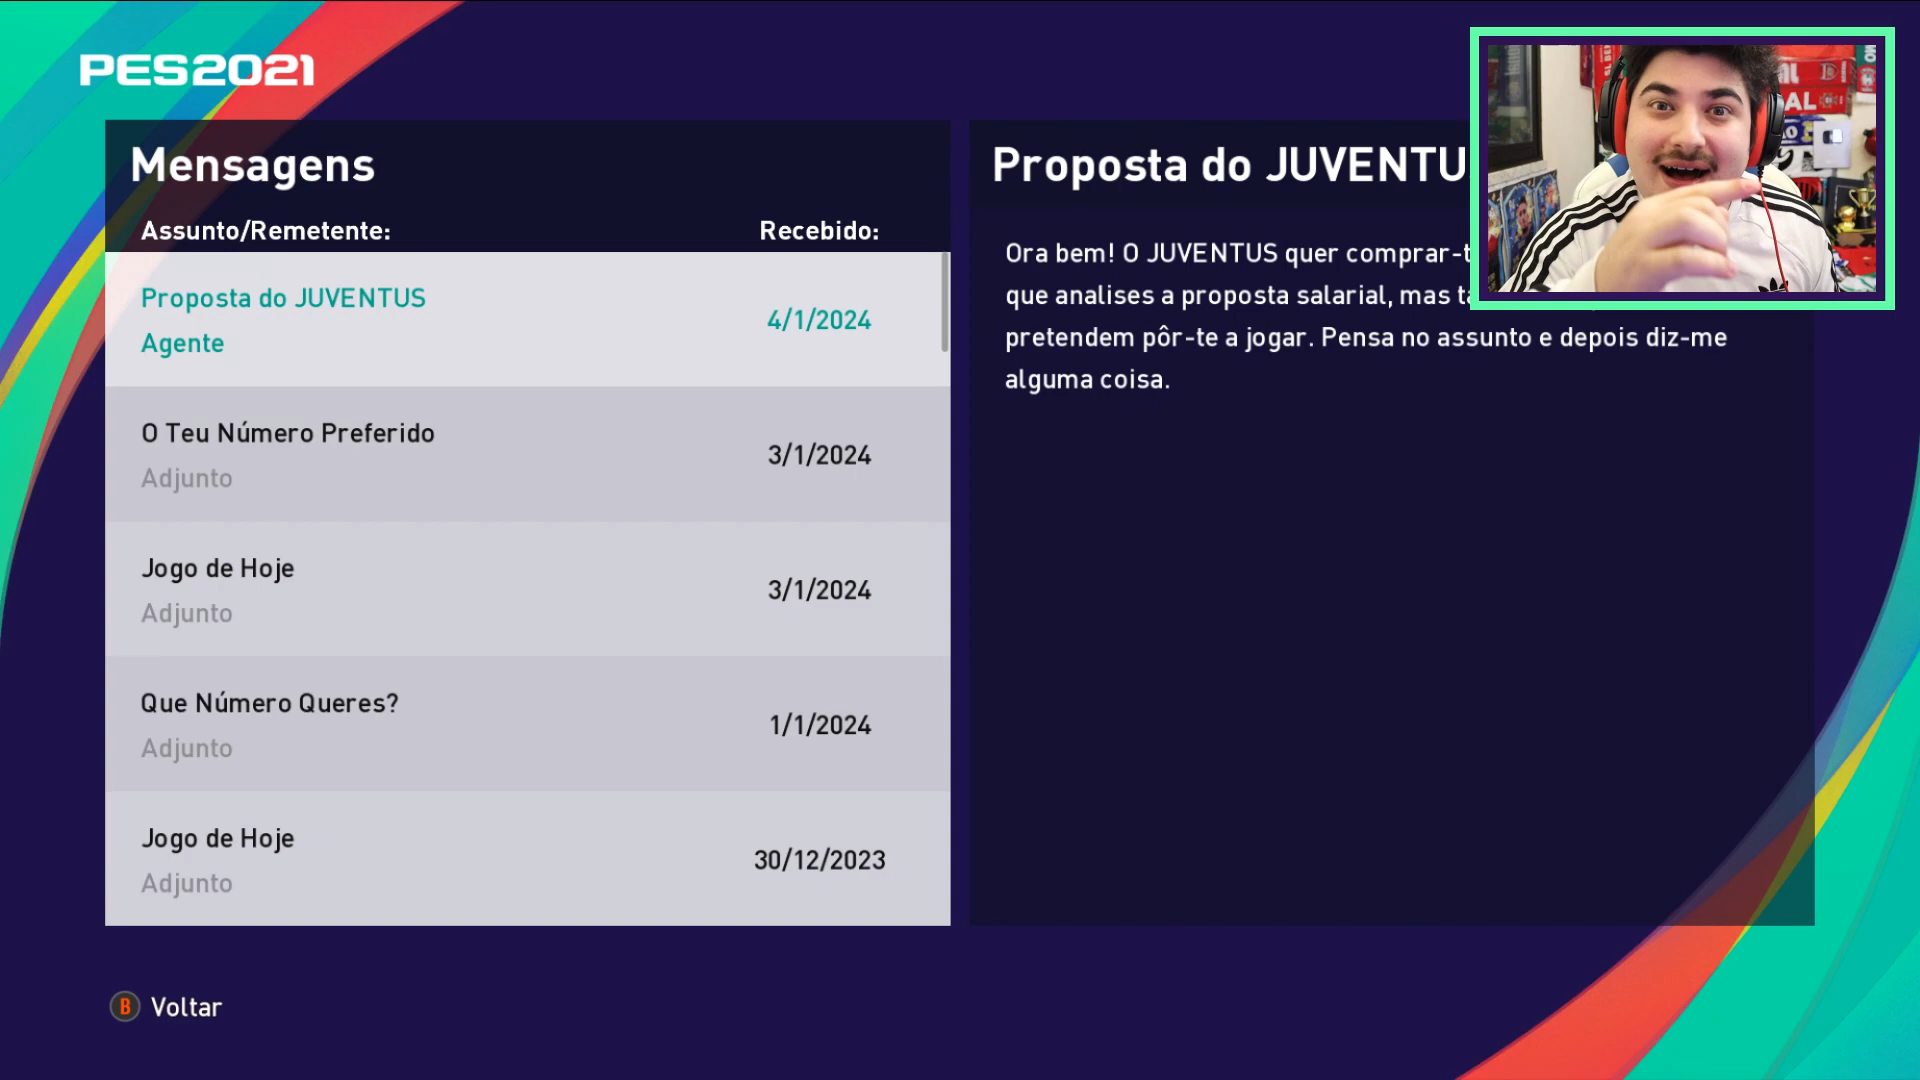 PES2021
Mensagens
Assunto/Remetente: Recebido:
Proposta do JUVENTUS
4/1/2024
Agente
O Teu Número Preferido
3/1/2024
Adjunto
Jogo de Hoje
3/1/2024
Adjunto
Que Número Queres?
1/1/2024
Adjunto
Jogo de Hoje
30/12/2023
Adjunto
Proposta do JUVENTU
Ora bem! O JUVENTUS quer comprar-t
que analises a proposta salarial, mas ta
pretendem pôr-te a jogar. Pensa no assunto e depois diz-me
alguma coisa.
B Voltar